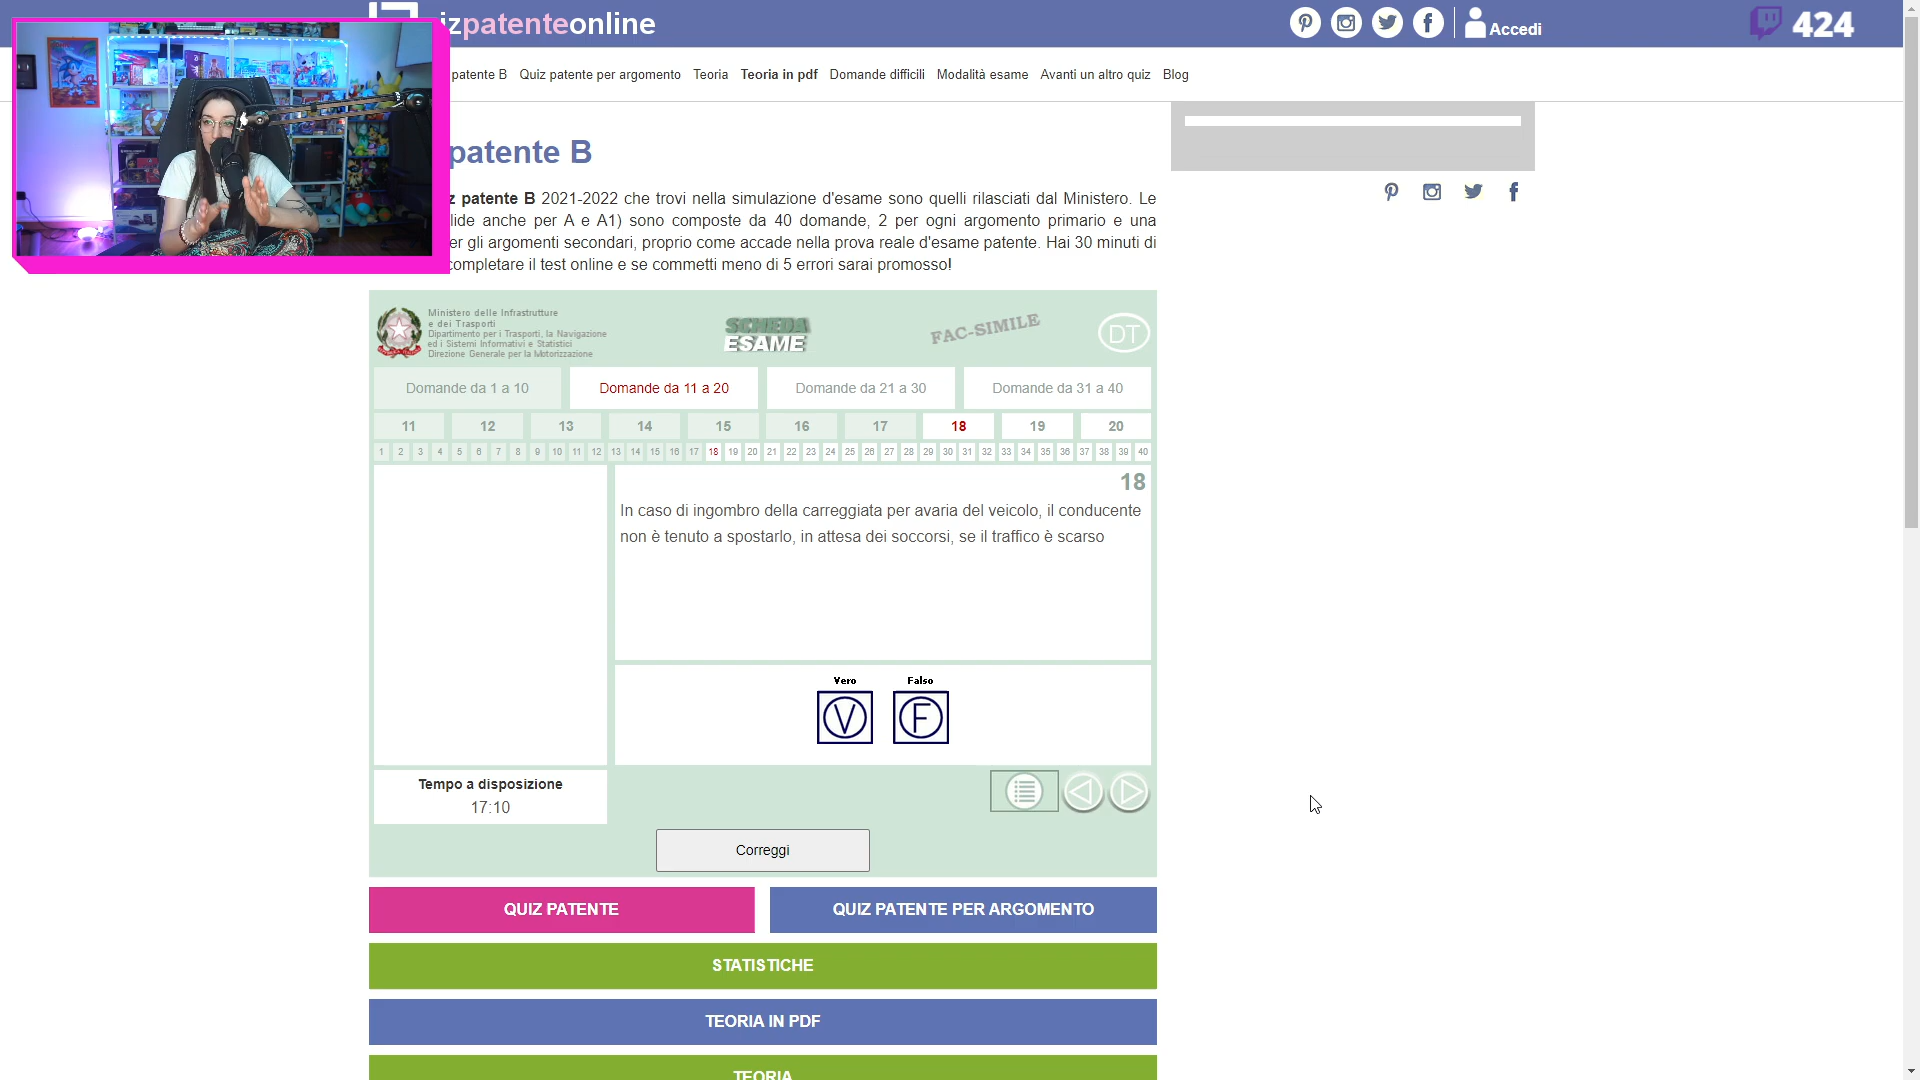 izpatenteonline
Accedi
424
patente B Quiz patente per argomento Teoria Teoria in pdf Domande difficili Modalità esame Avanti un altro quiz Blog
patente B
z patente B 2021-2022 che trovi nella simulazione d'esame sono quelli rilasciati dal Ministero. Le
lide anche per A e A1) sono composte da 40 domande, 2 per ogni argomento primario e una
er gli argomenti secondari, proprio come accade nella prova reale d'esame patente. Hai 30 minuti di
completare il test online e se commetti meno di 5 errori sarai promosso!
Ministero delle Infrastrutture
e dei Trasporti
Dipartimento per i Trasporti, la Navigazione
ed i Sistemi Informativi e Statistici
Direzione Generale per la Motorizzazione
SCHEDA
ESAME
FAC-SIMILE
DT
Domande da 1 a 10 Domande da 11 a 20 Domande da 21 a 30 Domande da 31 a 40
11 12 13 14 15 16 17 18 19 20
1 2 3 4 5 6 7 8 9 10 11 12 13 14 15 16 17 18 19 20 21 22 23 24 25 26 27 28 29 30 31 32 33 34 35 36 37 38 39 40
18
In caso di ingombro della carreggiata per avaria del veicolo, il conducente
non è tenuto a spostarlo, in attesa dei soccorsi, se il traffico è scarso
Vero Falso
V F
Tempo a disposizione
17:10
Correggi
QUIZ PATENTE QUIZ PATENTE PER ARGOMENTO
STATISTICHE
TEORIA IN PDF
TEORIA